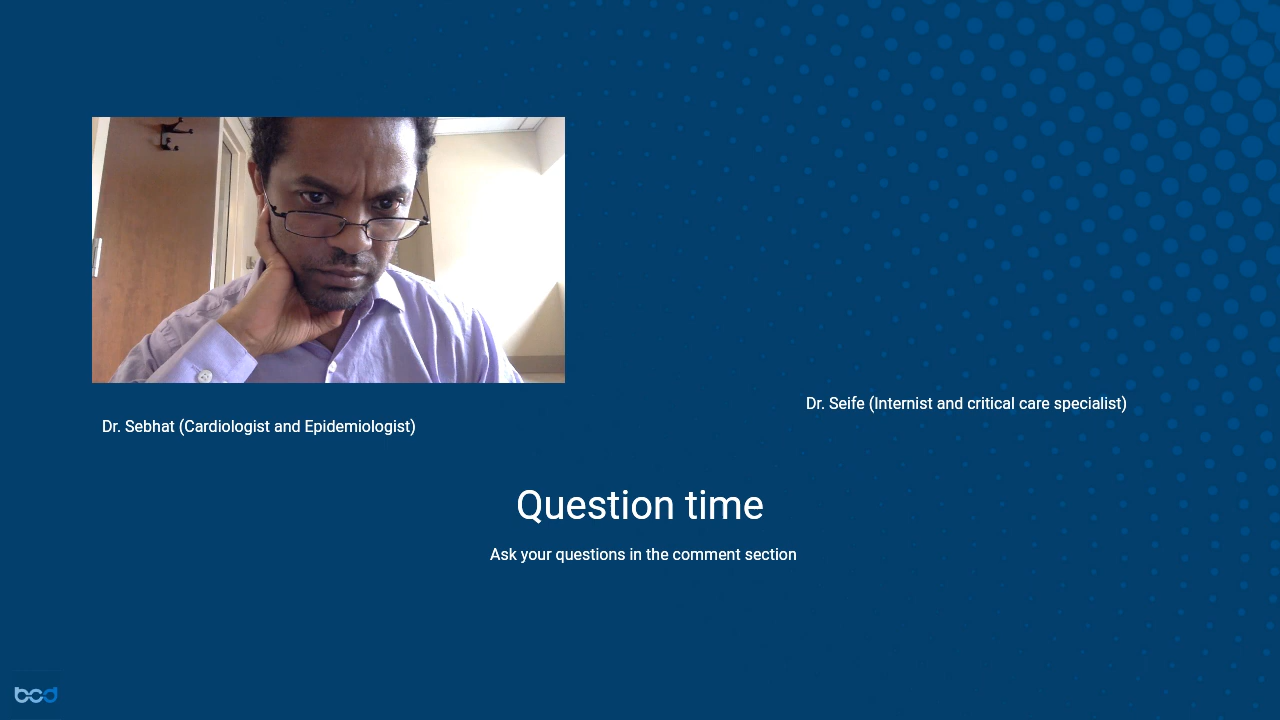 Dr. Seife (Internist and critical care specialist)
Dr. Sebhat (Cardiologist and Epidemiologist)
Question time
Ask your questions in the comment section
bcd